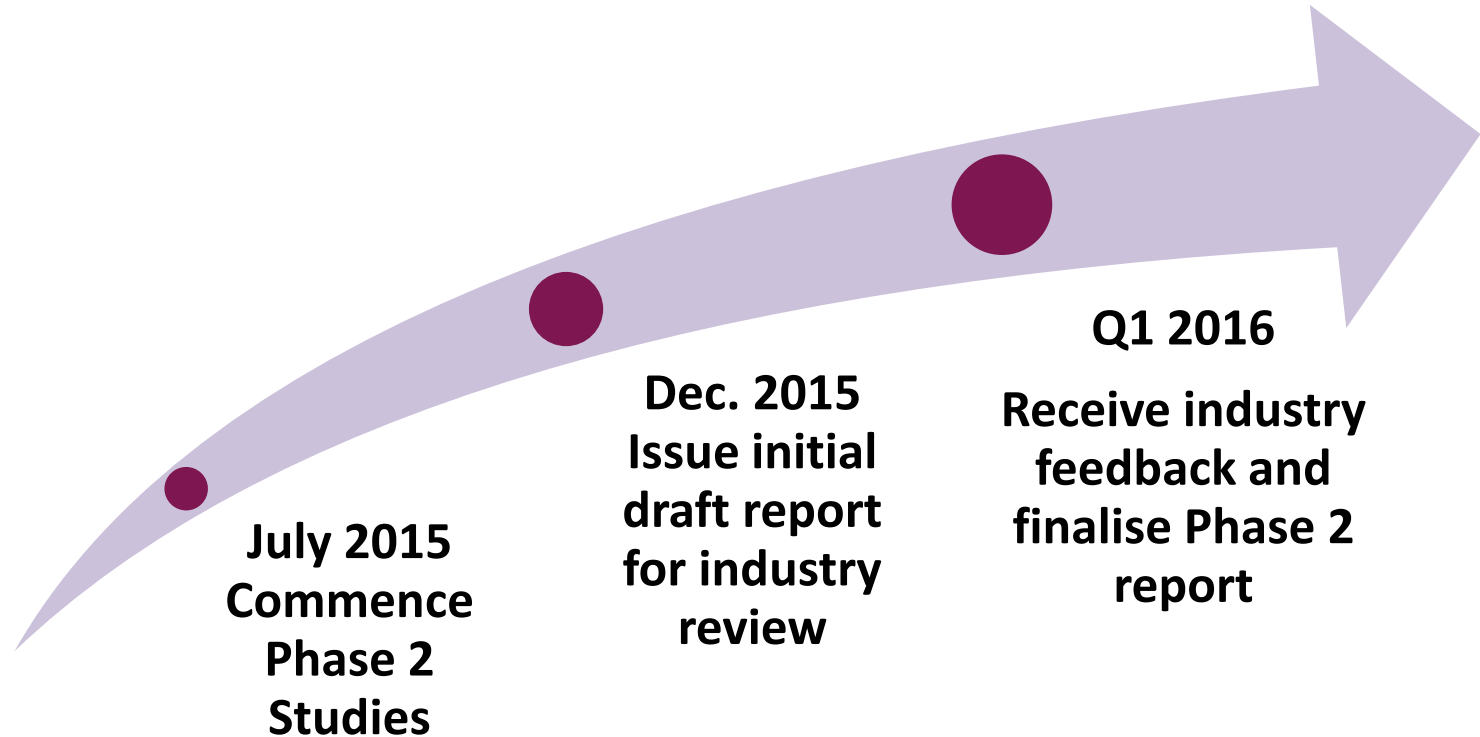 July 2015
Commence
Phase 2
Studies
Dec. 2015
Issue initial
draft report
for industry
review
Q1 2016
Receive industry
feedback and
finalise Phase 2
report